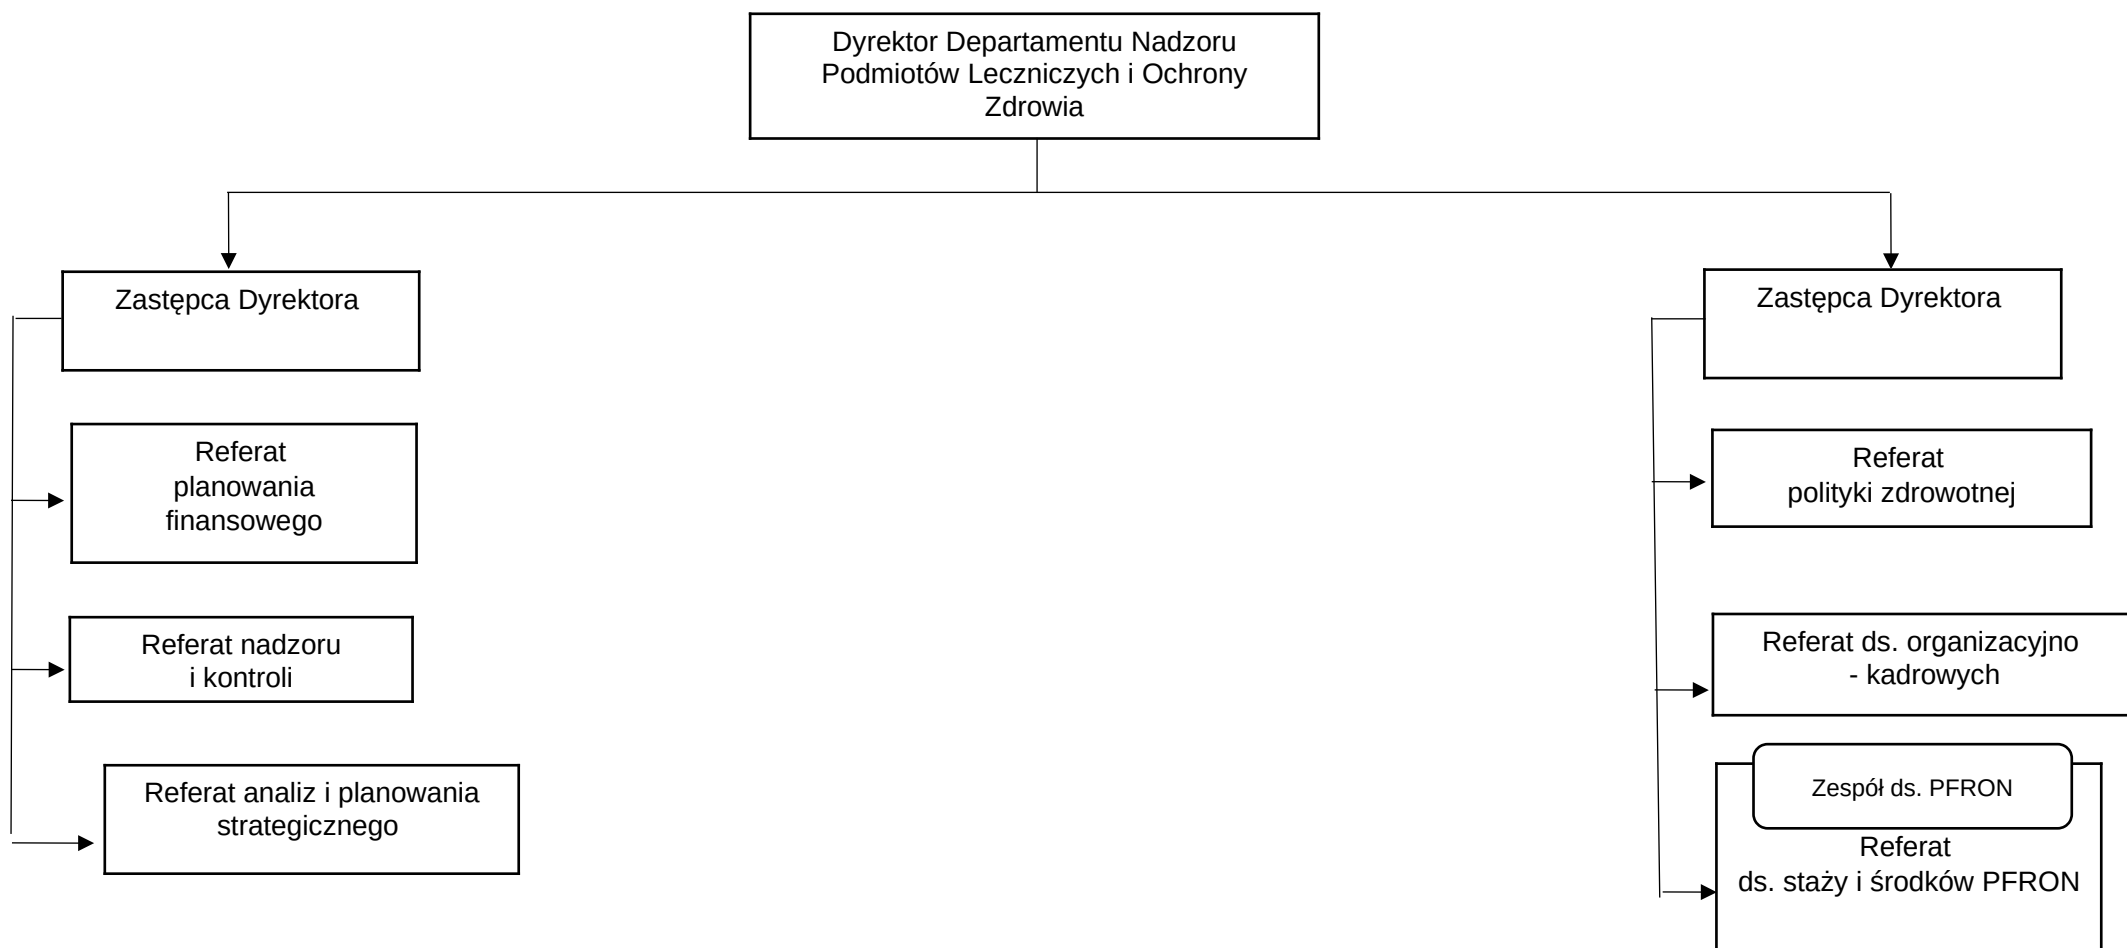 Dyrektor Departamentu Nadzoru
Podmiotów Leczniczych i Ochrony
Zdrowia
Zastępca Dyrektora
Referat
planowania
finansowego
Referat nadzoru
i kontroli
Referat analiz i planowania
strategicznego
Zastępca Dyrektora
Referat
polityki zdrowotnej
Referat ds. organizacyjno
- kadrowych
Zespół ds. PFRON
Referat
ds. staży i środków PFRON